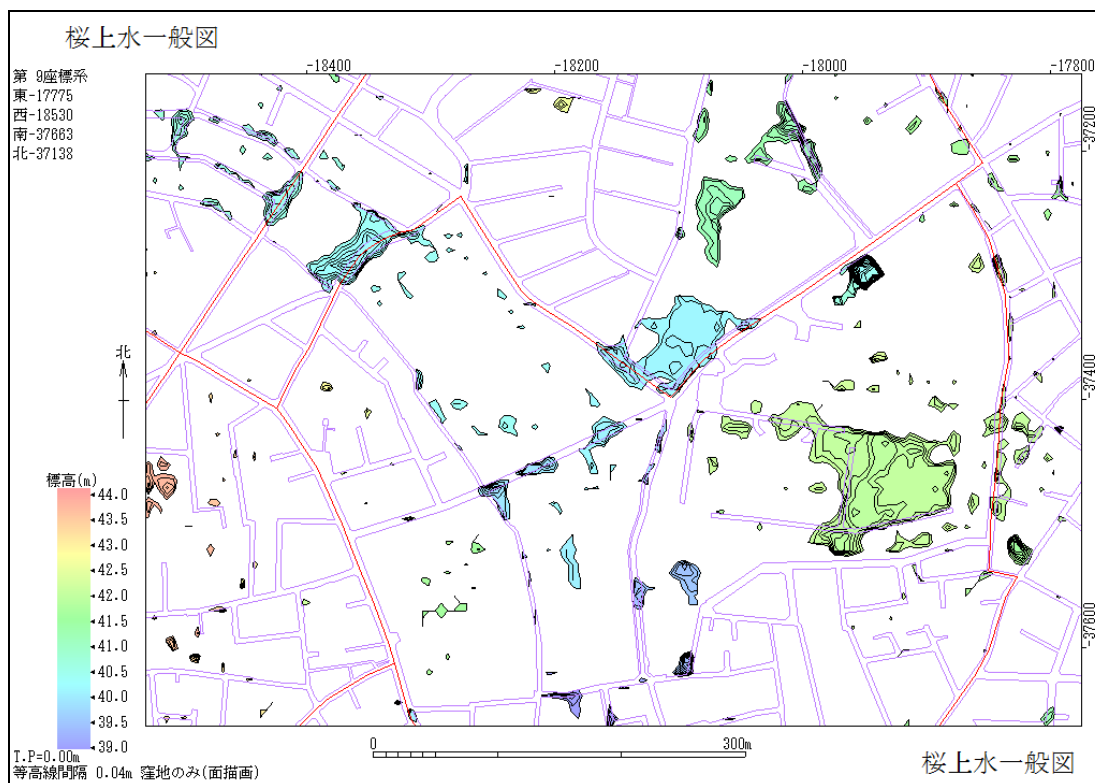 桜上水一般図
第 9座標系
東-17775
西-18530
南-37663
北-37138
-18400
-18200
-18000
-17800
-37200
-37400
-37600
北
標高(m)
44.0
43.5
43.0
42.5
42.0
41.5
41.0
40.5
40.0
39.5
39.0
T.P=0.00m
等高線間隔 0.04m 窪地のみ(面描画)
0
300m
桜上水一般図